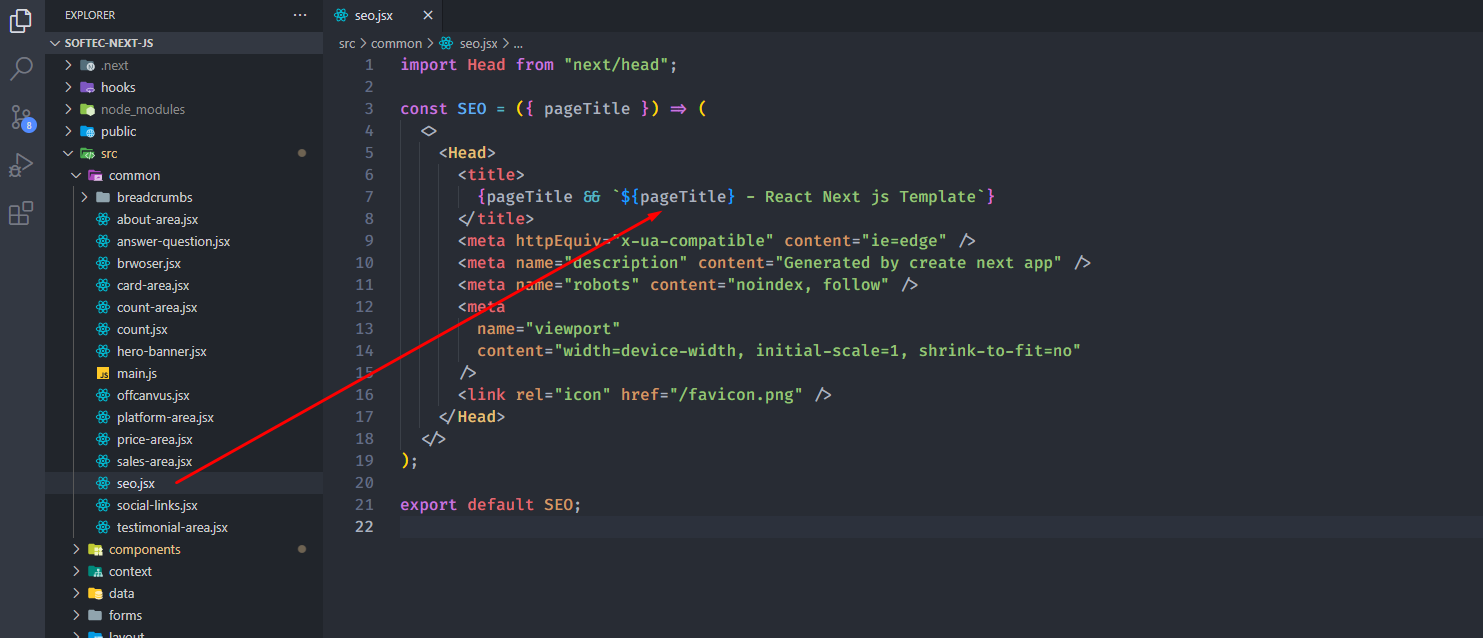 EXPLORER
SOFTEC-NEXT-JS
.next
hooks
node_modules
public
src
common
breadcrumbs
about-area.jsx
answer-question.jsx
brwoser.jsx
card-area.jsx
count-area.jsx
count.jsx
hero-banner.jsx
JS main.js
offcanvus.jsx
platform-area.jsx
price-area.jsx
sales-area.jsx
seo.jsx
social-links.jsx
testimonial-area.jsx
components
context
data
forms
layout
8
seo.jsx
src > common > seo.jsx > ...
1 import Head from "next/head";
2
3 const SEO = ({ pageTitle }) => (
4 <>
5 <Head>
6 <title>
7 {pageTitle && `${pageTitle} - React Next js Template`}
8 </title>
9 <meta httpEquiv="x-ua-compatible" content="ie=edge" />
10 <meta name="description" content="Generated by create next app" />
11 <meta name="robots" content="noindex, follow" />
12 <meta
13 name="viewport"
14 content="width=device-width, initial-scale=1, shrink-to-fit=no"
15 />
16 <link rel="icon" href="/favicon.png" />
17 </Head>
18 </>
19 );
20
21 export default SEO;
22